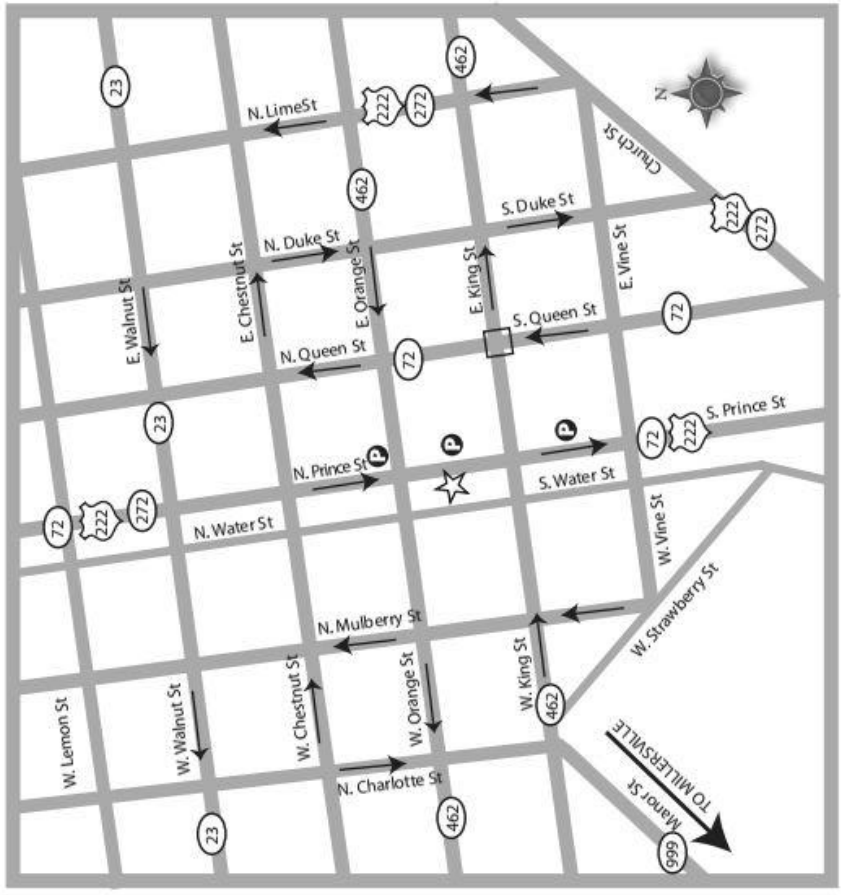 462
23
N
N. LimeSt
222
272
Church St
462
S. Duke St
222
272
N. Duke St
E. Walnut St
E. Chestnut St
E. Orange St
E. King St
E. Vine St
S. Queen St
72
N. Queen St
72
23
S. Prince St
P
P
P
72
222
N. Prince St
S. Water St
72
222
272
N. Water St
W. Vine St
W. Strawberry St
N. Mulberry St
W. Lemon St
W. Walnut St
W. Chestnut St
W. Orange St
W. King St
462
TO MILLERSVILLE
Manor St
N. Charlotte St
23
462
999